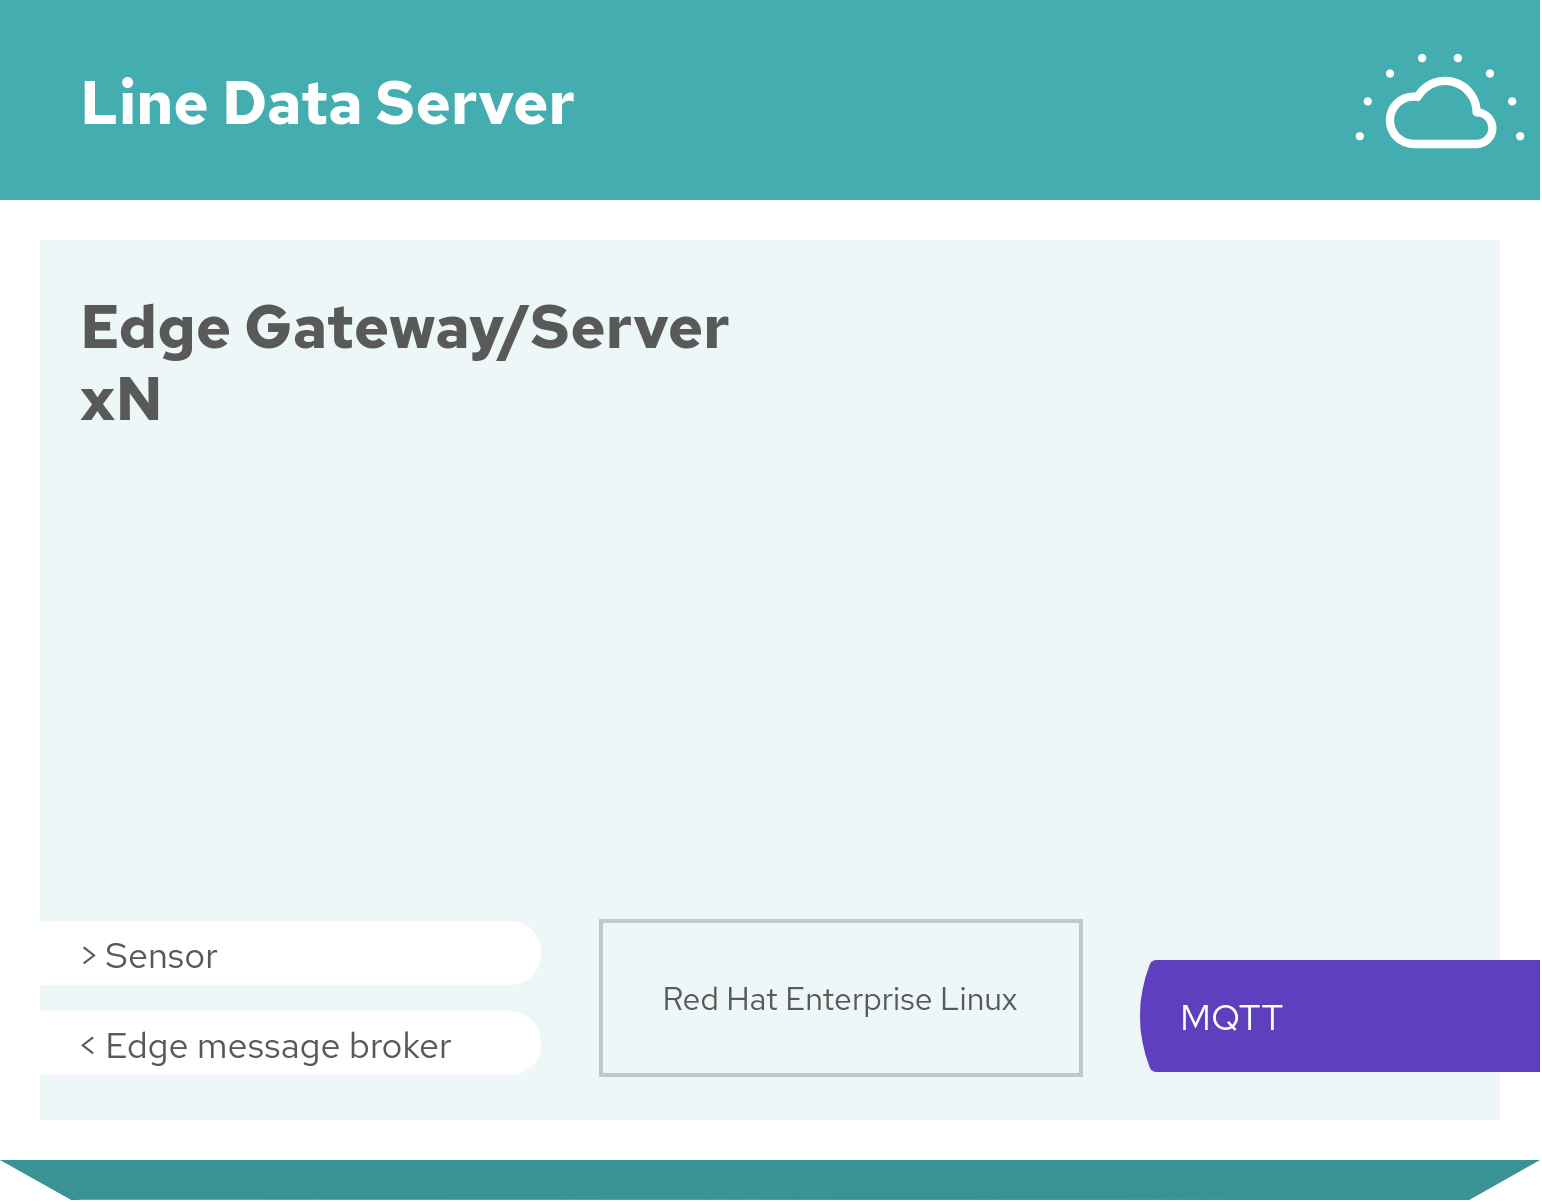 Line Data Server
Edge Gateway/Server
xN
> Sensor
< Edge message broker
Red Hat Enterprise Linux
MQTT